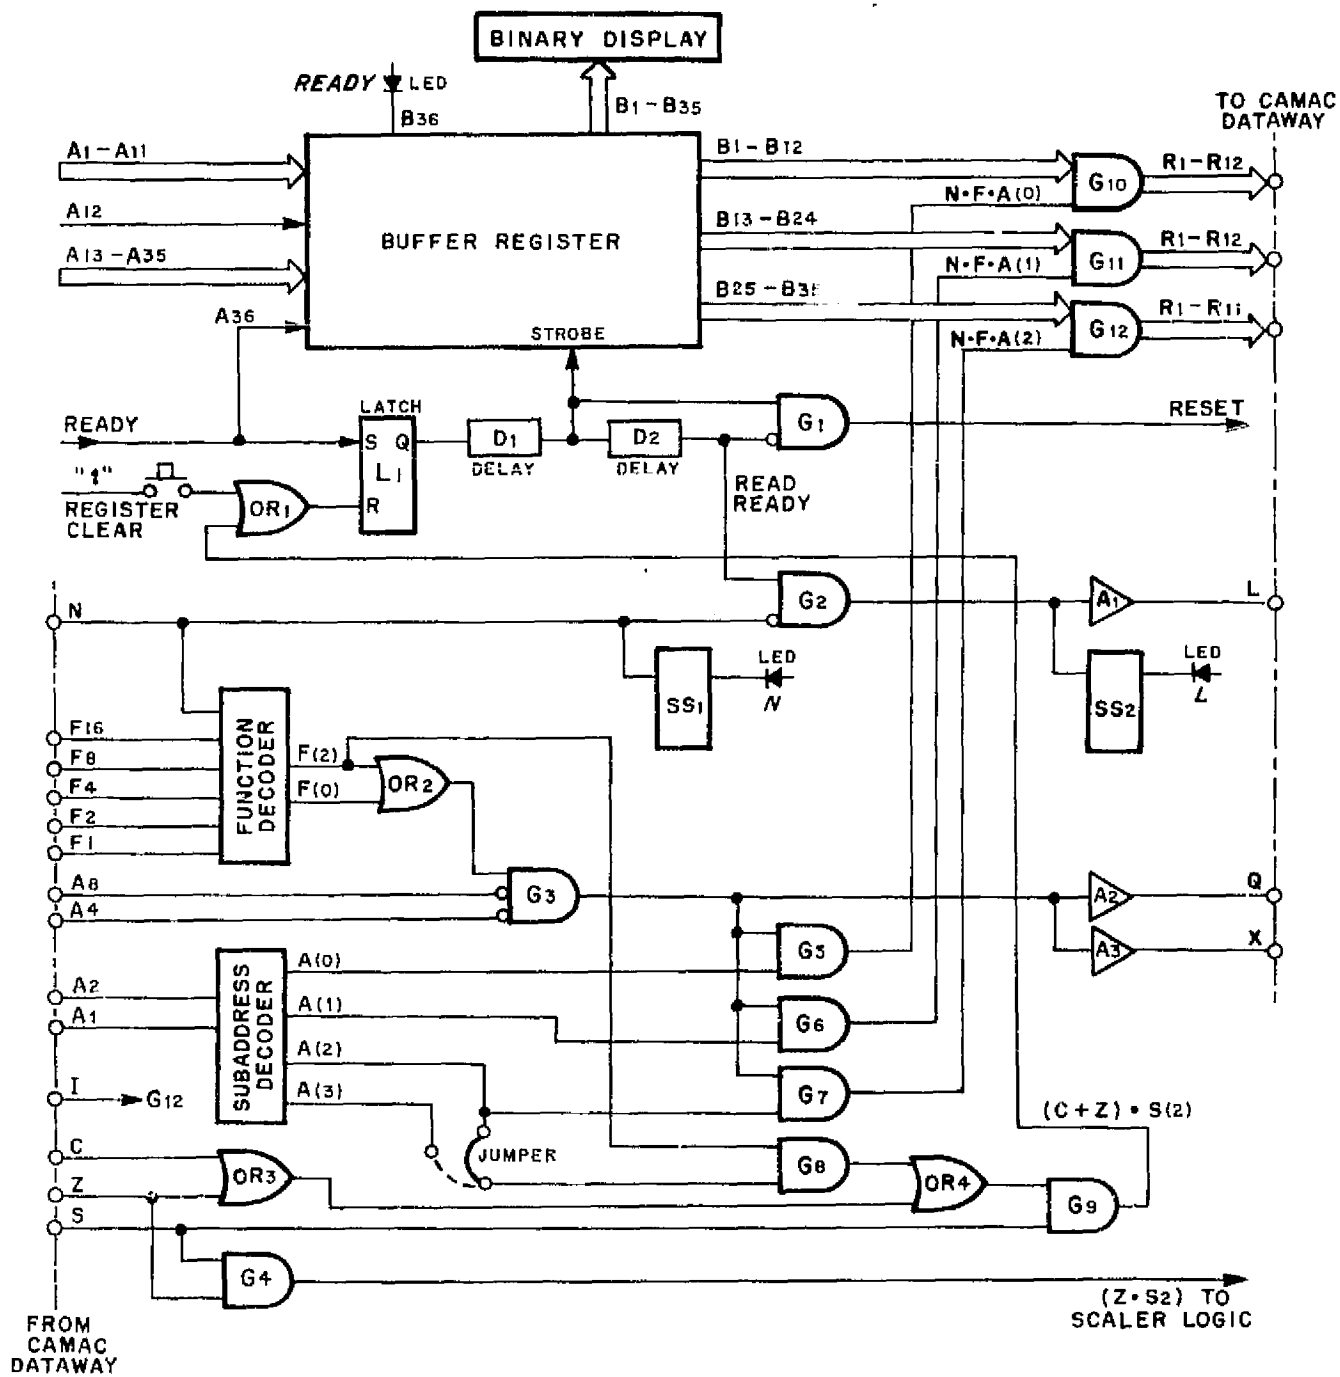 BINARY DISPLAY
READY
LED
B36
B1-B35
TO CAMAC
DATAWAY
A1-A11
A12
A13-A35
A36
BUFFER REGISTER
STROBE
B1-B12
N·F·A(0)
G10
R1-R12
B13-B24
N·F·A(1)
G11
R1-R12
B25-B35
N·F·A(2)
G12
R1-R11
READY
LATCH
S Q
L1
R
D1
DELAY
D2
DELAY
G1
RESET
"1"
REGISTER
CLEAR
OR1
READ
READY
N
G2
A1
L
SS1
LED
N
SS2
LED
L
F16
F8
F4
F2
F1
FUNCTION
DECODER
F(2)
F(0)
OR2
A8
A4
G3
A2
Q
A3
X
A2
A1
SUBADDRESS
DECODER
A(0)
A(1)
A(2)
A(3)
G5
G6
G7
I
G12
JUMPER
G8
(C+Z)·S(2)
C
Z
S
OR3
OR4
G9
G4
(Z·S2) TO
SCALER LOGIC
FROM
CAMAC
DATAWAY